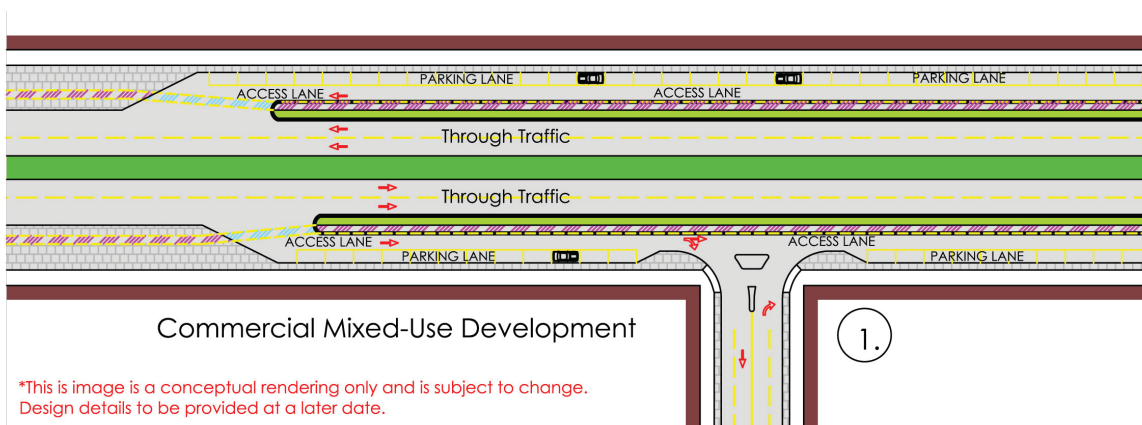 PARKING LANE
PARKING LANE
ACCESS LANE
ACCESS LANE
Through Traffic
Through Traffic
ACCESS LANE
ACCESS LANE
PARKING LANE
PARKING LANE
Commercial Mixed-Use Development
1.
*This is image is a conceptual rendering only and is subject to change.
Design details to be provided at a later date.